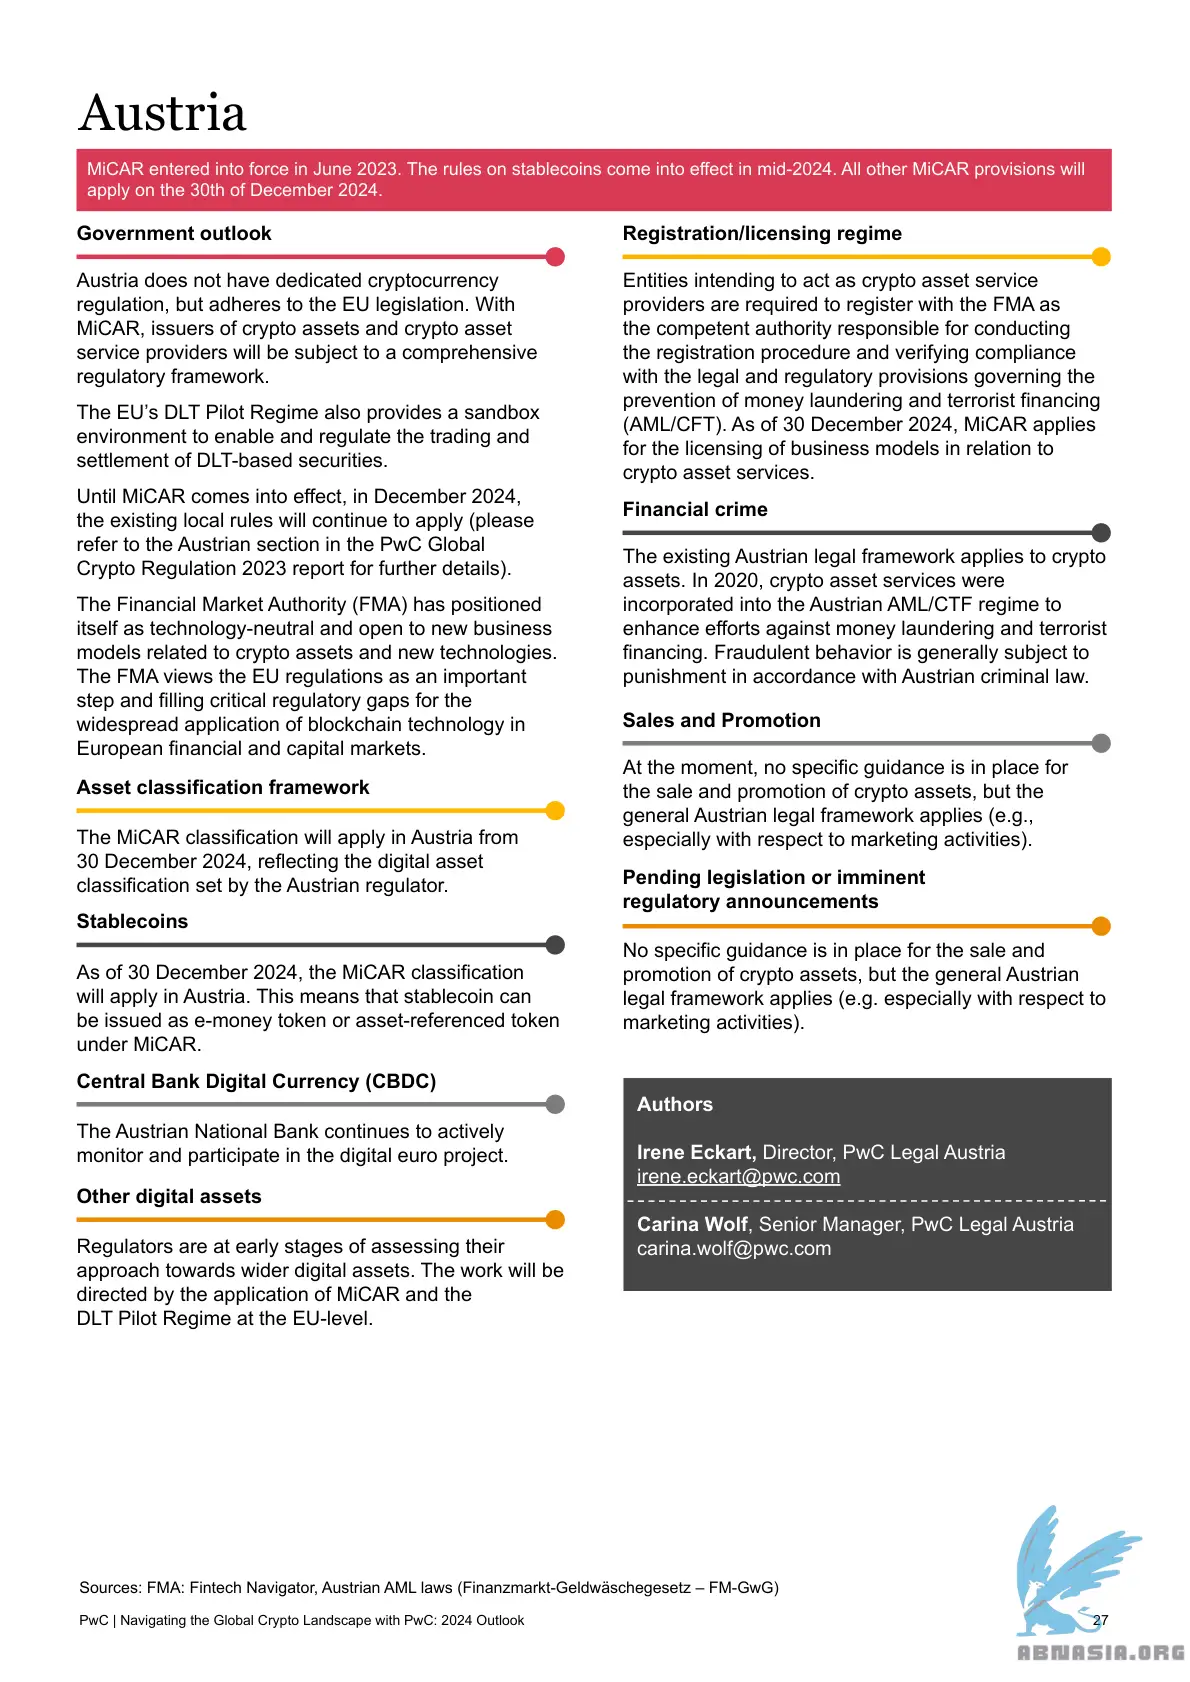 Austria
MiCAR entered into force in June 2023. The rules on stablecoins come into effect in mid-2024. All other MiCAR provisions will
apply on the 30th of December 2024.
Government outlook
Austria does not have dedicated cryptocurrency
regulation, but adheres to the EU legislation. With
MiCAR, issuers of crypto assets and crypto asset
service providers will be subject to a comprehensive
regulatory framework.
The EU's DLT Pilot Regime also provides a sandbox
environment to enable and regulate the trading and
settlement of DLT-based securities.
Until MiCAR comes into effect, in December 2024,
the existing local rules will continue to apply (please
refer to the Austrian section in the PwC Global
Crypto Regulation 2023 report for further details).
The Financial Market Authority (FMA) has positioned
itself as technology-neutral and open to new business
models related to crypto assets and new technologies.
The FMA views the EU regulations as an important
step and filling critical regulatory gaps for the
widespread application of blockchain technology in
European financial and capital markets.
Asset classification framework
The MiCAR classification will apply in Austria from
30 December 2024, reflecting the digital asset
classification set by the Austrian regulator.
Stablecoins
As of 30 December 2024, the MiCAR classification
will apply in Austria. This means that stablecoin can
be issued as e-money token or asset-referenced token
under MiCAR.
Central Bank Digital Currency (CBDC)
The Austrian National Bank continues to actively
monitor and participate in the digital euro project.
Other digital assets
Regulators are at early stages of assessing their
approach towards wider digital assets. The work will be
directed by the application of MiCAR and the
DLT Pilot Regime at the EU-level.
Registration/licensing regime
Entities intending to act as crypto asset service
providers are required to register with the FMA as
the competent authority responsible for conducting
the registration procedure and verifying compliance
with the legal and regulatory provisions governing the
prevention of money laundering and terrorist financing
(AML/CFT). As of 30 December 2024, MiCAR applies
for the licensing of business models in relation to
crypto asset services.
Financial crime
The existing Austrian legal framework applies to crypto
assets. In 2020, crypto asset services were
incorporated into the Austrian AML/CTF regime to
enhance efforts against money laundering and terrorist
financing. Fraudulent behavior is generally subject to
punishment in accordance with Austrian criminal law.
Sales and Promotion
At the moment, no specific guidance is in place for
the sale and promotion of crypto assets, but the
general Austrian legal framework applies (e.g.,
especially with respect to marketing activities).
Pending legislation or imminent
regulatory announcements
No specific guidance is in place for the sale and
promotion of crypto assets, but the general Austrian
legal framework applies (e.g. especially with respect to
marketing activities).
Authors
Irene Eckart, Director, PwC Legal Austria
irene.eckart@pwc.com
Carina Wolf, Senior Manager, PwC Legal Austria
carina.wolf@pwc.com
Sources: FMA: Fintech Navigator, Austrian AML laws (Finanzmarkt-Geldwäschegesetz – FM-GwG)
PwC | Navigating the Global Crypto Landscape with PwC: 2024 Outlook
27
ABNASIA.ORG